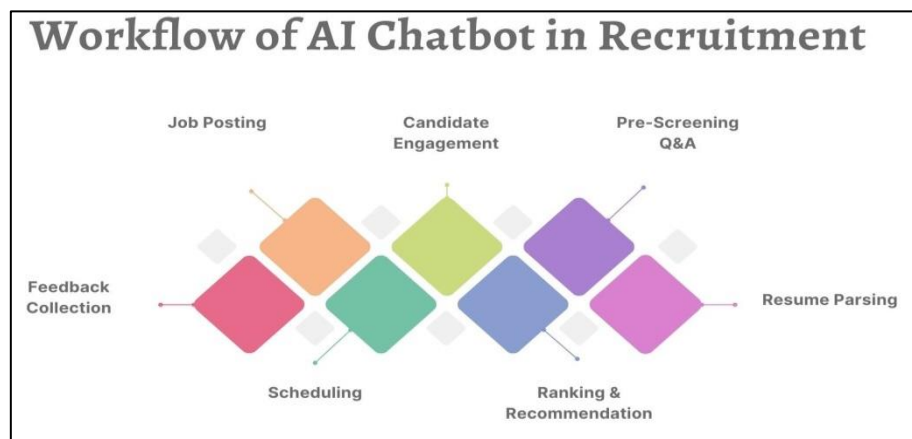 Workflow of AI Chatbot in Recruitment
Job Posting
Candidate
Engagement
Pre-Screening
Q&A
Feedback
Collection
Resume Parsing
Scheduling
Ranking &
Recommendation